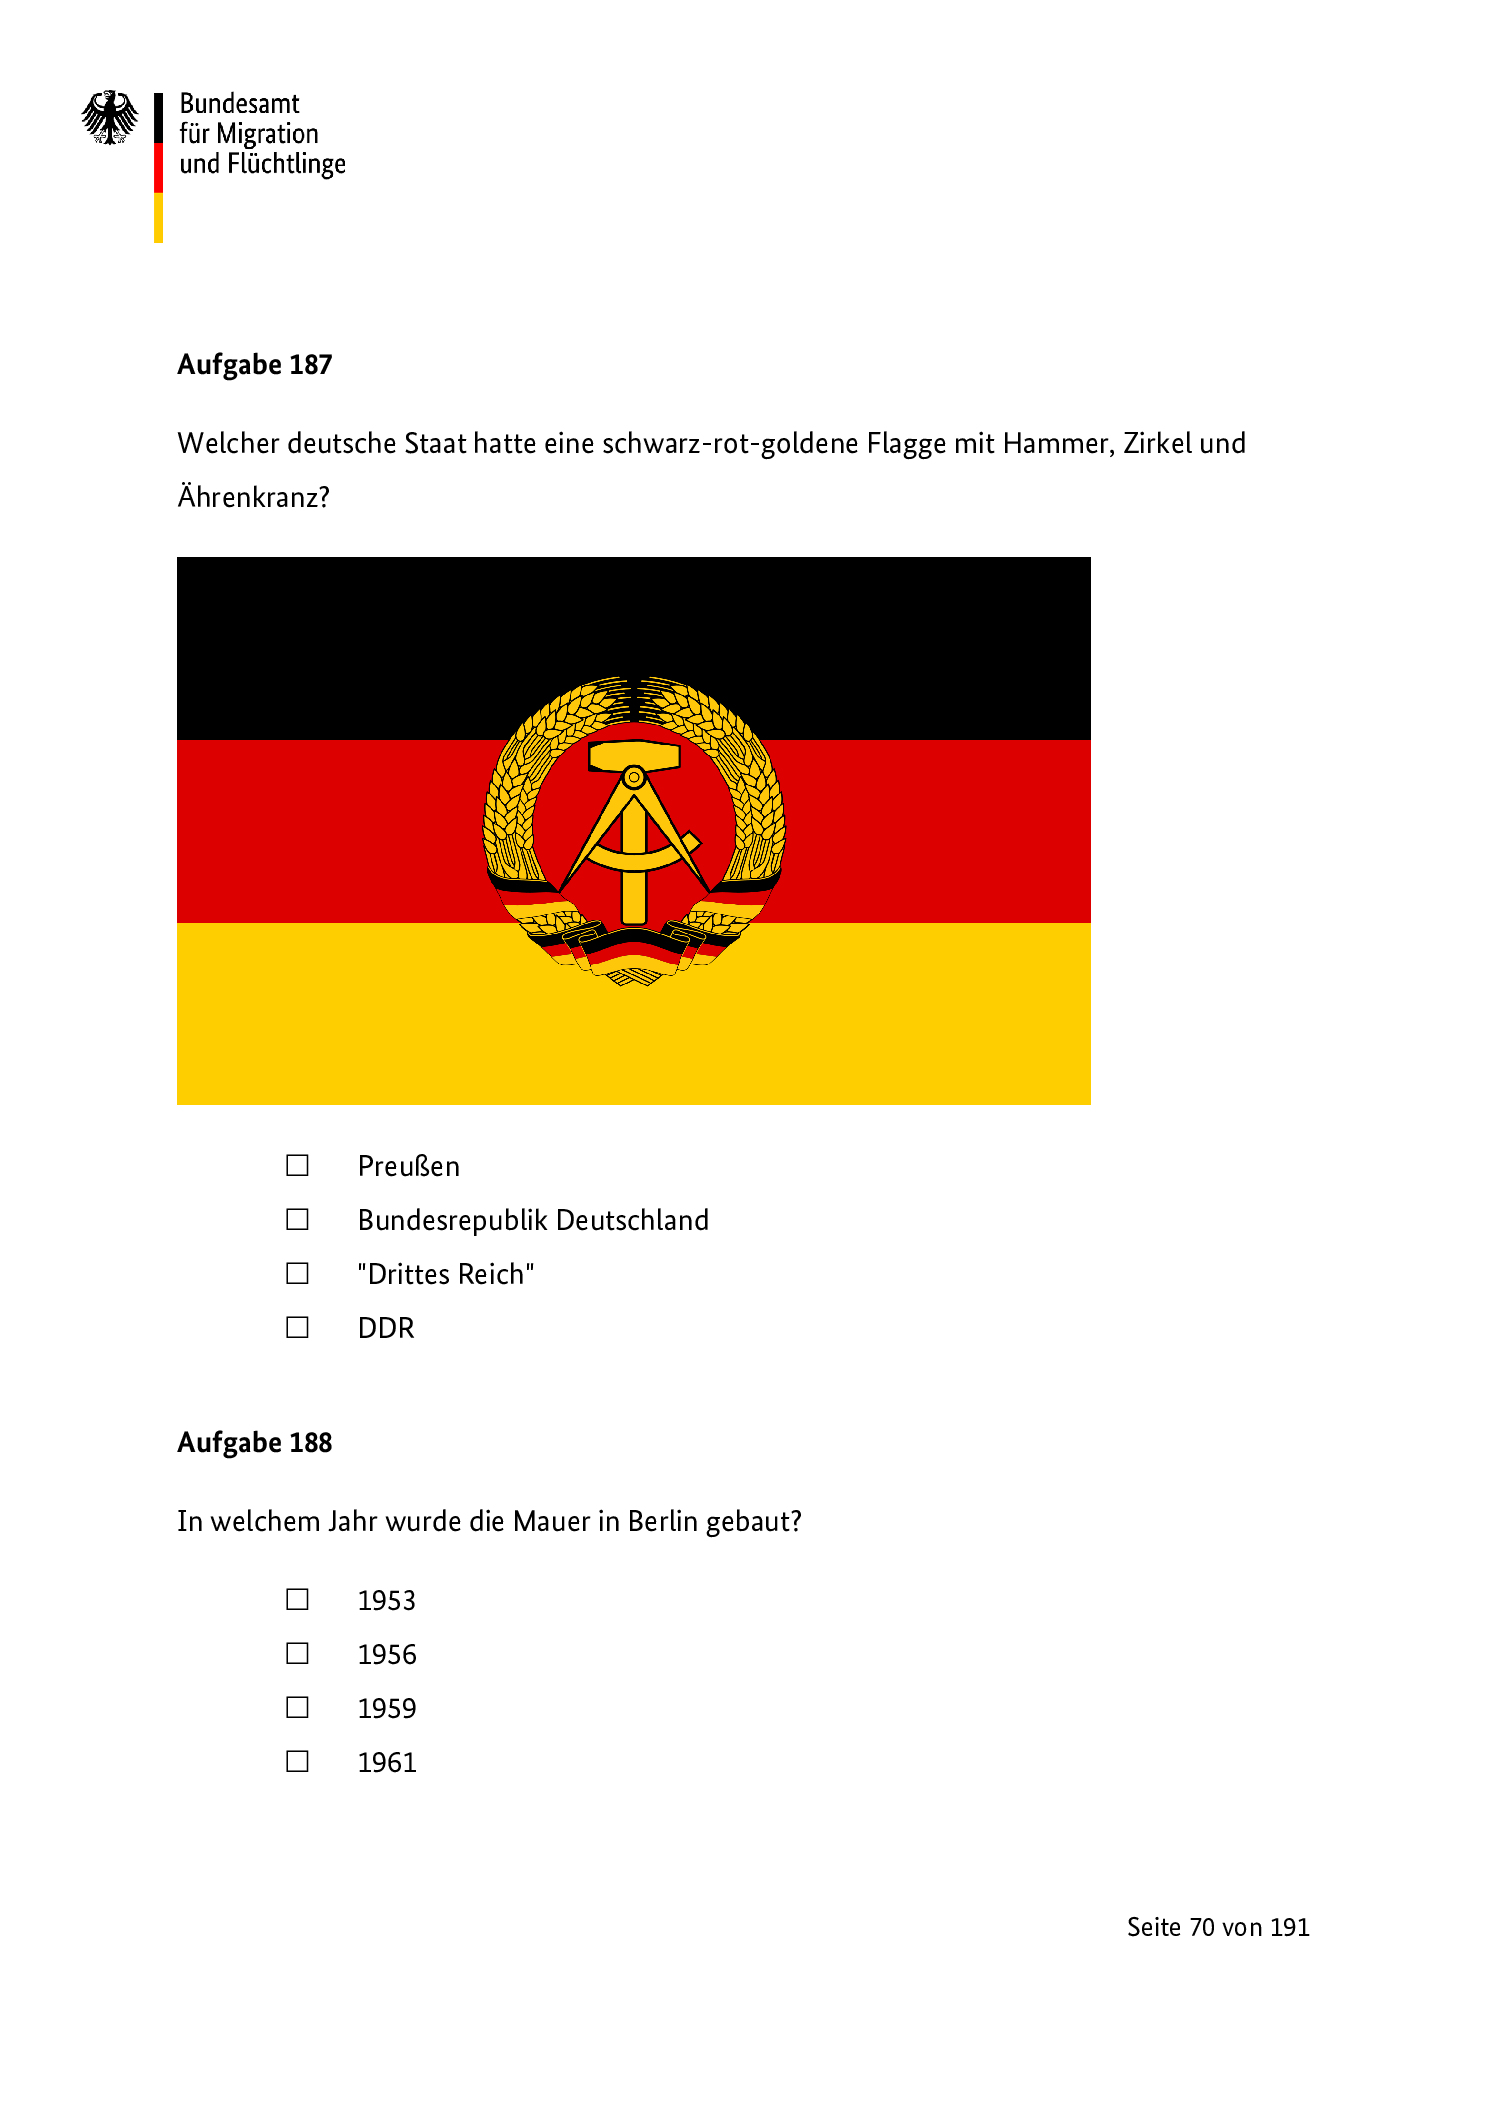 Bundesamt
für Migration
und Flüchtlinge
Aufgabe 187
Welcher deutsche Staat hatte eine schwarz-rot-goldene Flagge mit Hammer, Zirkel und
Ährenkranz?
☐ Preußen
☐ Bundesrepublik Deutschland
☐ "Drittes Reich"
☐ DDR
Aufgabe 188
In welchem Jahr wurde die Mauer in Berlin gebaut?
☐ 1953
☐ 1956
☐ 1959
☐ 1961
Seite 70 von 191